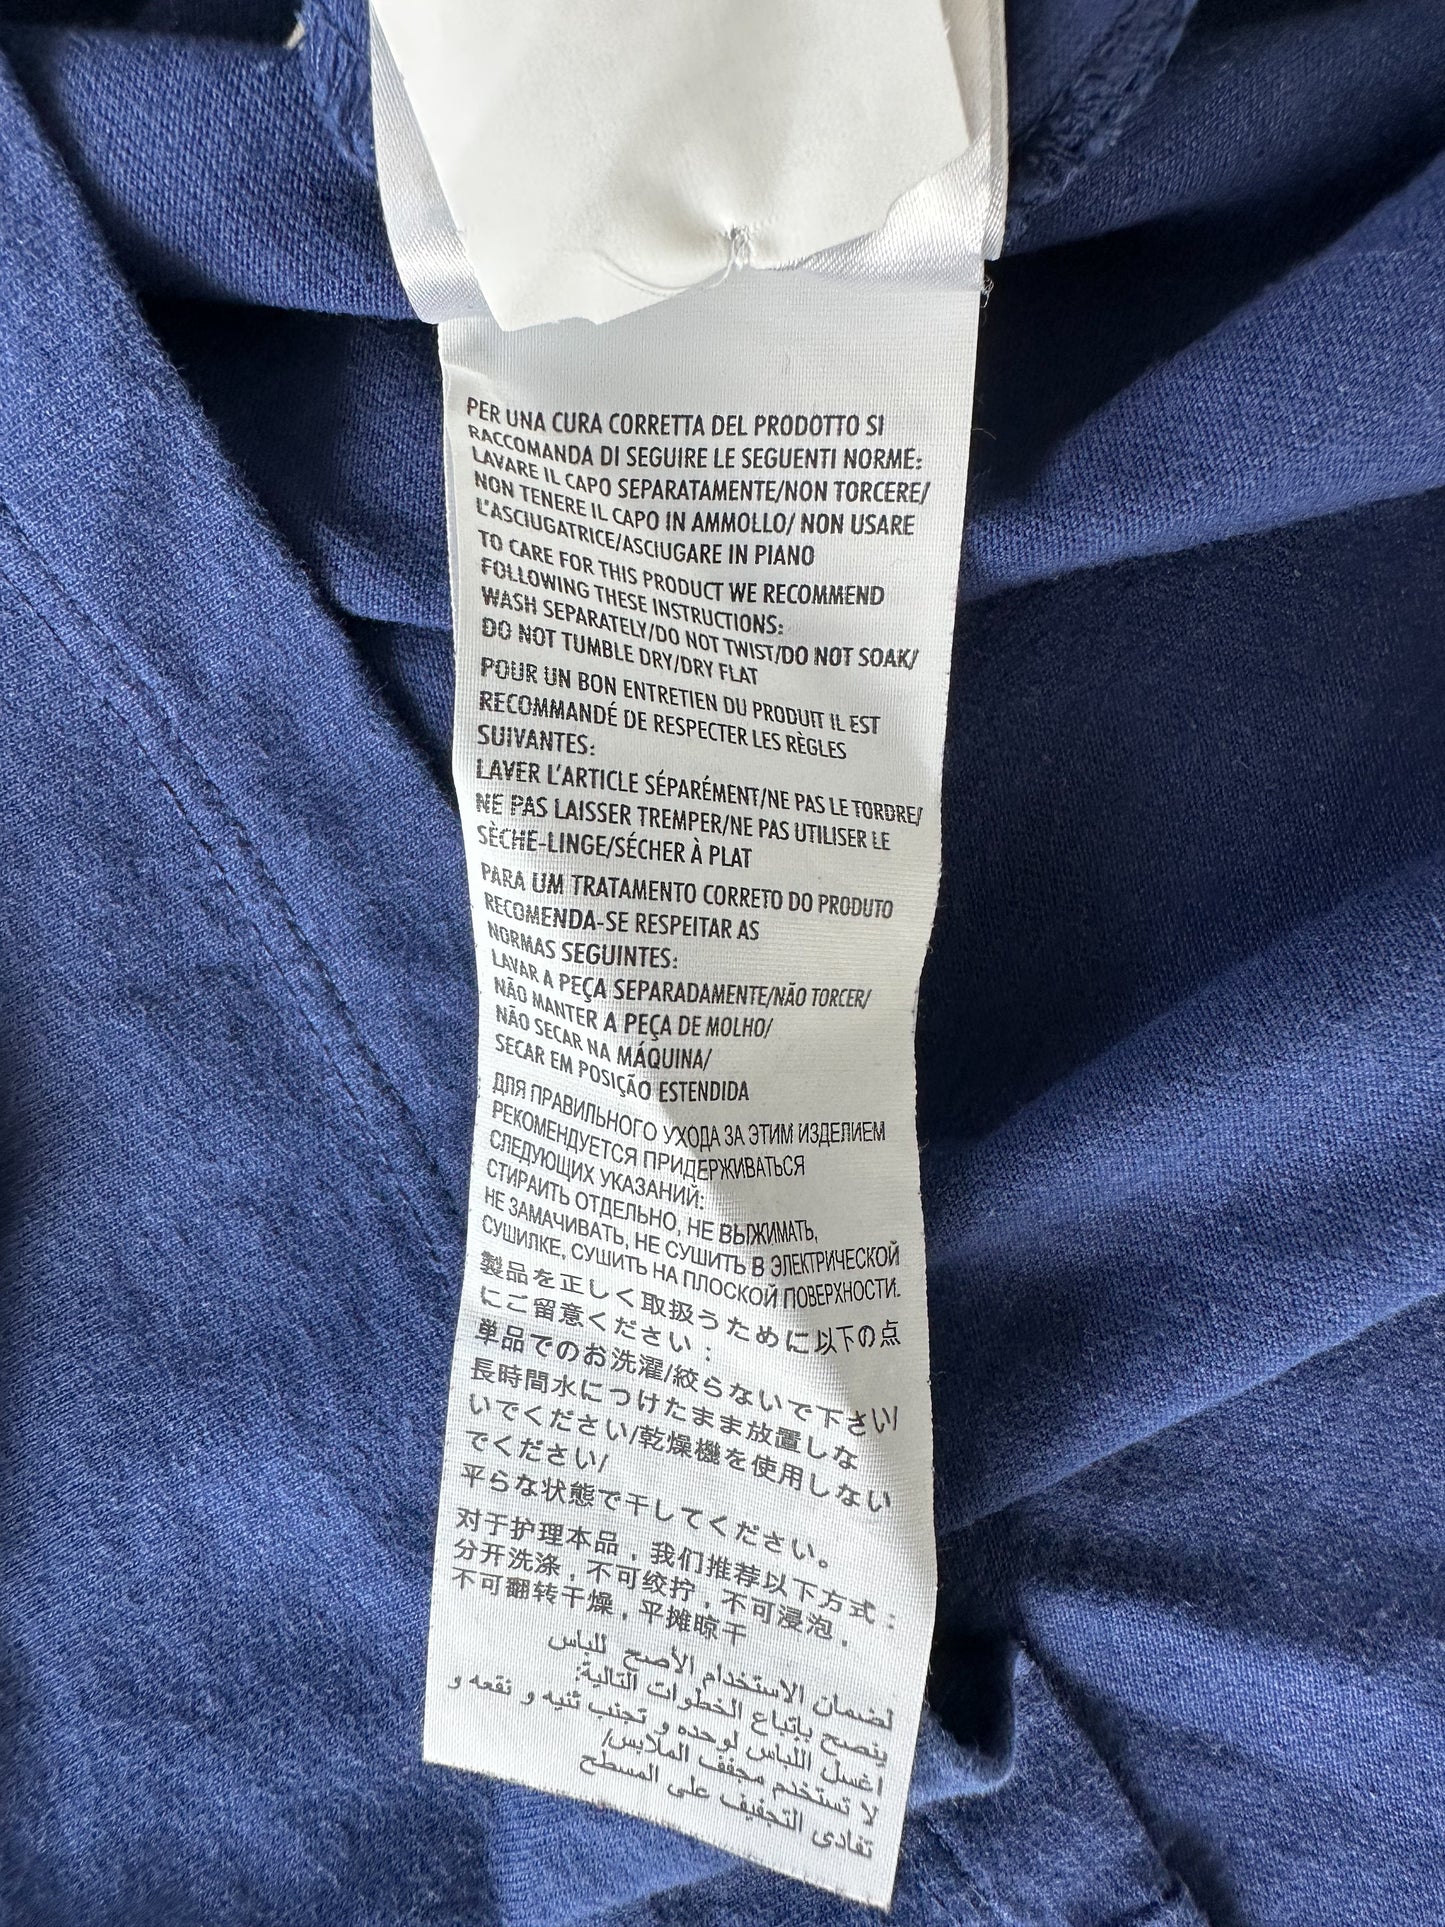 PER UNA CURA CORRETTA DEL PRODOTTO SI
RACCOMANDA DI SEGUIRE LE SEGUENTI NORME:
LAVARE IL CAPO SEPARATAMENTE/NON TORCERE/
NON TENERE IL CAPO IN AMMOLLO/ NON USARE
L'ASCIUGATRICE/ASCIUGARE IN PIANO
TO CARE FOR THIS PRODUCT WE RECOMMEND
FOLLOWING THESE INSTRUCTIONS:
WASH SEPARATELY/DO NOT TWIST/DO NOT SOAK/
DO NOT TUMBLE DRY/DRY FLAT
POUR UN BON ENTRETIEN DU PRODUIT IL EST
RECOMMANDÉ DE RESPECTER LES RÈGLES
SUIVANTES:
LAVER L'ARTICLE SÉPARÉMENT/NE PAS LE TORDRE/
NE PAS LAISSER TREMPER/NE PAS UTILISER LE
SÈCHE-LINGE/SÉCHER À PLAT
PARA UM TRATAMENTO CORRETO DO PRODUTO
RECOMENDA-SE RESPEITAR AS
NORMAS SEGUINTES:
LAVAR A PEÇA SEPARADAMENTE/NÃO TORCER/
NÃO MANTER A PEÇA DE MOLHO/
NÃO SECAR NA MÁQUINA/
SECAR EM POSIÇÃO ESTENDIDA
ДЛЯ ПРАВИЛЬНОГО УХОДА ЗА ЭТИМ ИЗДЕЛИЕМ
РЕКОМЕНДУЕТСЯ ПРИДЕРЖИВАТЬСЯ
СЛЕДУЮЩИХ УКАЗАНИЙ:
СТИРАИТЬ ОТДЕЛЬНО, НЕ ВЫЖИМАТЬ,
НЕ ЗАМАЧИВАТЬ, НЕ СУШИТЬ В ЭЛЕКТРИЧЕСКОЙ
СУШИЛКЕ, СУШИТЬ НА ПЛОСКОЙ ПОВЕРХНОСТИ.
製品を正しく取扱うために以下の点
にご留意ください：
単品でのお洗濯/絞らないで下さい/
長時間水につけたまま放置しな
いでください/乾燥機を使用しない
でください/
平らな状態で干してください。
对于护理本品，我们推荐以下方式：
分开洗涤，不可绞拧，不可浸泡，
不可翻转干燥，平摊晾干
لضمان الاستخدام الأصح للباس
ينصح بإتباع الخطوات التالية:
اغسل اللباس لوحده و تجنب ثنيه و نقعه و
لا تستخدم مجفف الملابس/
تفادى التجفيف على المسطح